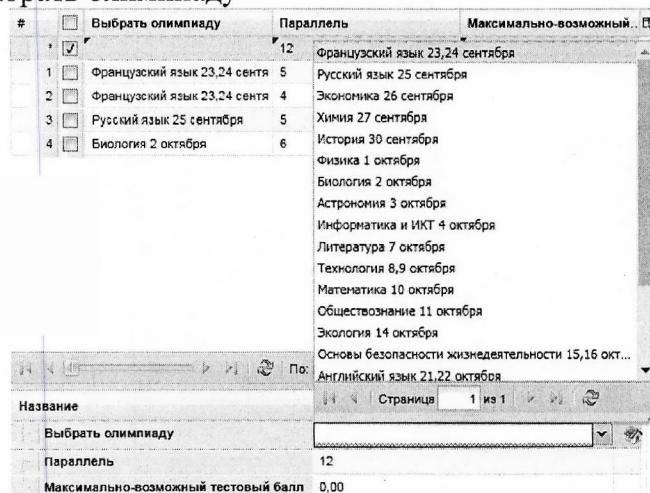 брать олимпиаду
# Выбрать олимпиаду Параллель Максимально-возможный..
* 12
1 Французский язык 23,24 сентя 5
2 Французский язык 23,24 сентя 4
3 Русский язык 25 сентября 5
4 Биология 2 октября 6
Французский язык 23,24 сентября
Русский язык 25 сентября
Экономика 26 сентября
Химия 27 сентября
История 30 сентября
Физика 1 октября
Биология 2 октября
Астрономия 3 октября
Информатика и ИКТ 4 октября
Литература 7 октября
Технология 8,9 октября
Математика 10 октября
Обществознание 11 октября
Экология 14 октября
Основы безопасности жизнедеятельности 15,16 окт...
Английский язык 21,22 октября
По:
Страница 1 из 1
Название
Выбрать олимпиаду
Параллель 12
Максимально-возможный тестовый балл 0,00